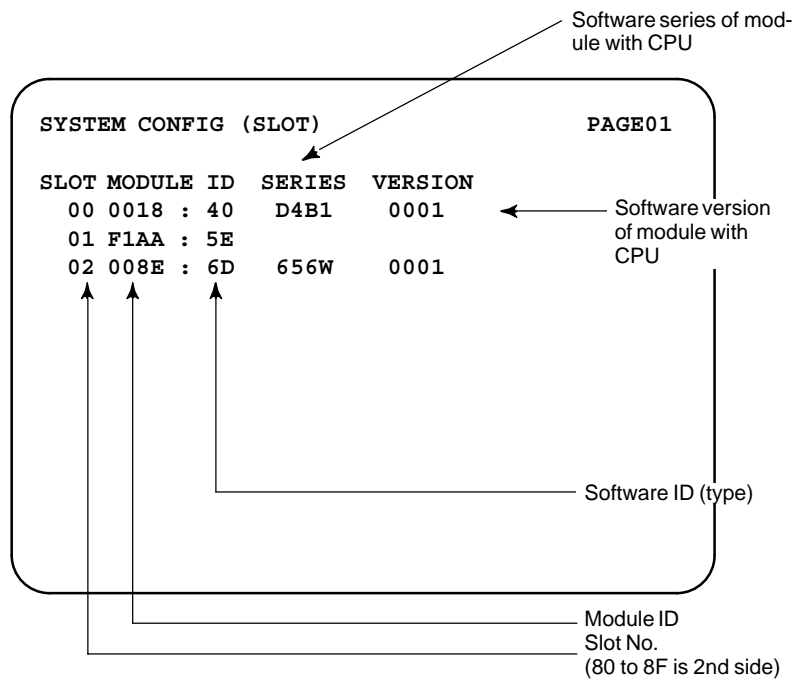 Software series of mod-
ule with CPU
SYSTEM CONFIG (SLOT) PAGE01
SLOT MODULE ID SERIES VERSION
00 0018 : 40 D4B1 0001
01 F1AA : 5E
02 008E : 6D 656W 0001
Software version
of module with
CPU
Software ID (type)
Module ID
Slot No.
(80 to 8F is 2nd side)